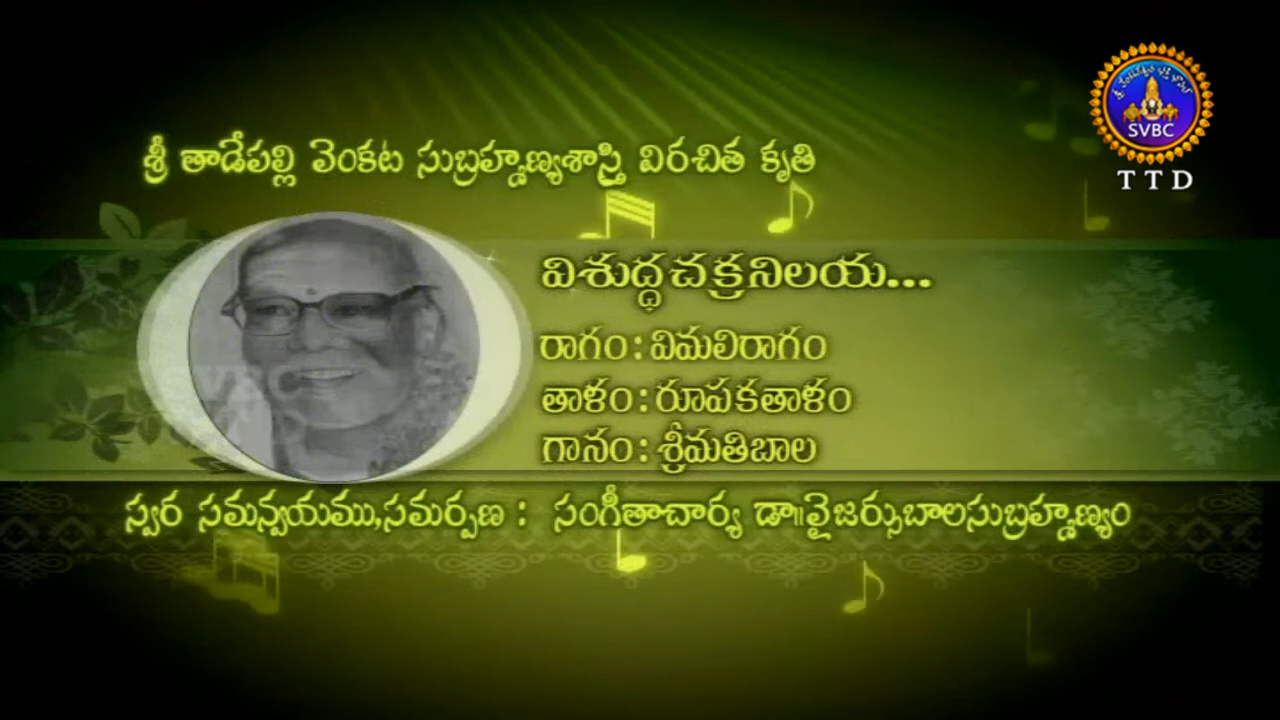 శ్రీ తాడేపల్లి వెంకట సుబ్రహ్మణ్యశాస్త్రి విరచిత కృతి
SVBC
TTD
విశుద్ధచక్రనిలయ...
రాగం : విమలిరాగం
తాళం : రూపకతాళం
గానం : శ్రీమతిబాల
స్వర సమన్వయము,సమర్పణ : సంగీతాచార్య డా॥వైజర్సుబాలసుబ్రహ్మణ్యం